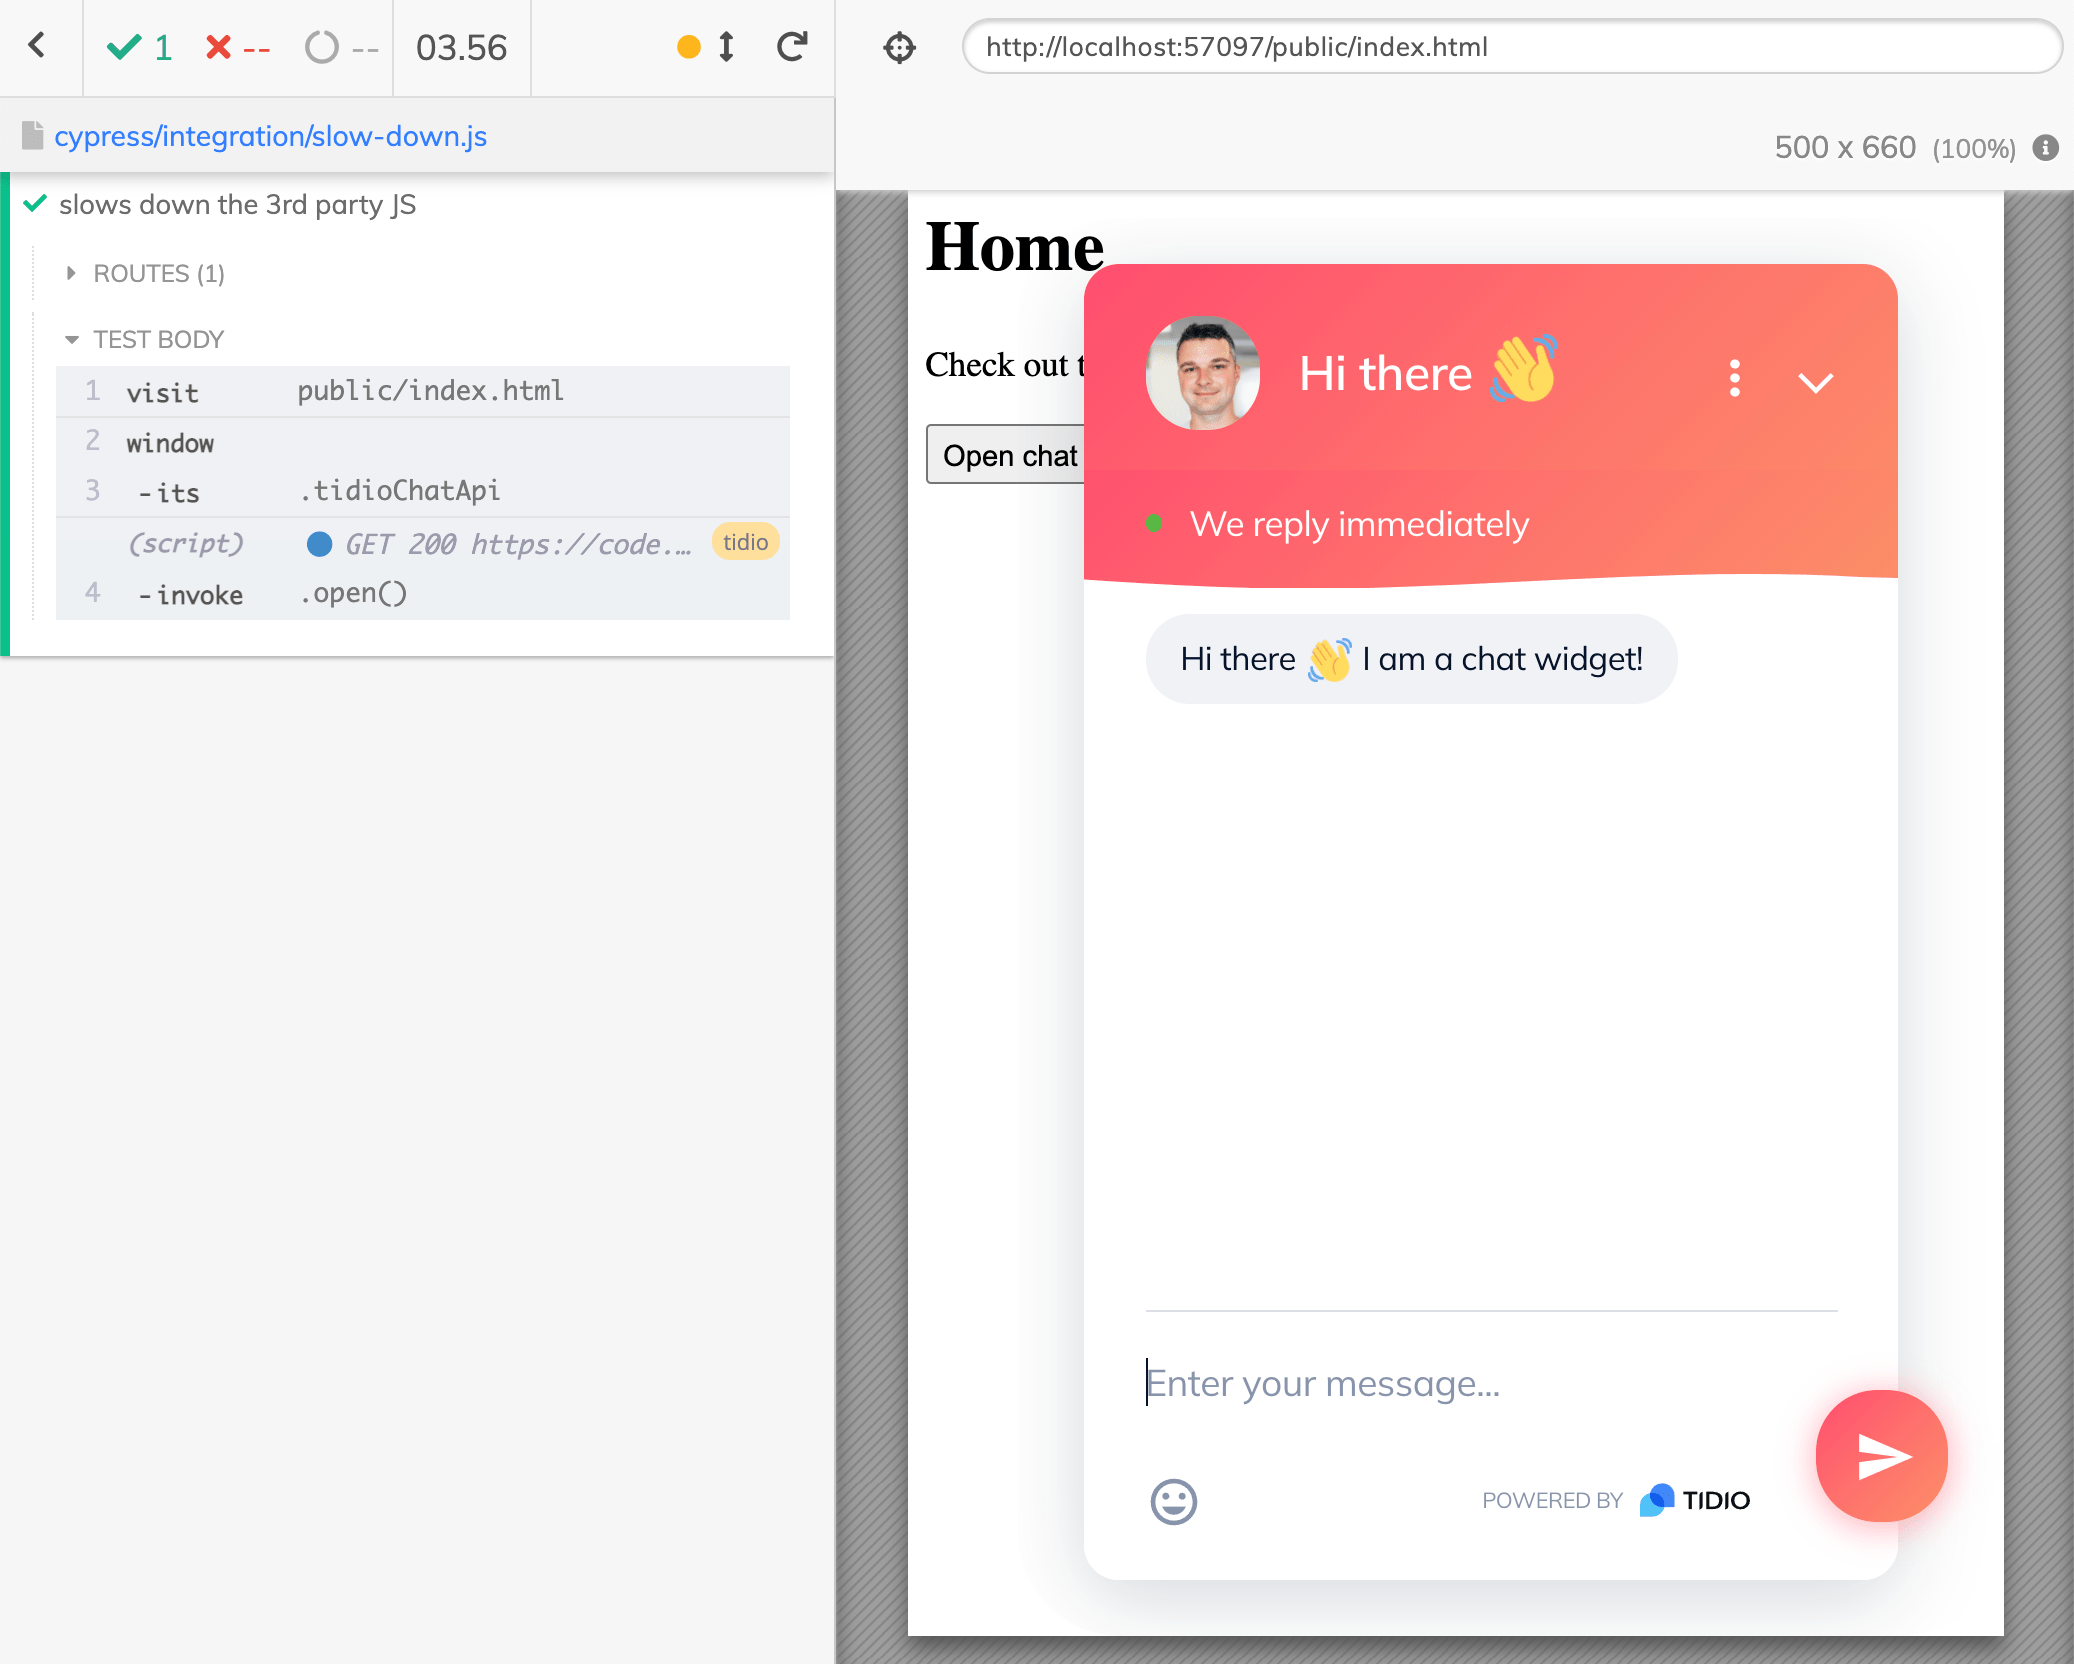 1 -- -- 03.56
http://localhost:57097/public/index.html
cypress/integration/slow-down.js
500 x 660 (100%)
slows down the 3rd party JS
ROUTES (1)
TEST BODY
1 visit public/index.html
2 window
3 -its .tidioChatApi
(script) GET 200 https://code.… tidio
4 -invoke .open()
Home
Check out t
Open chat
Hi there 👋
We reply immediately
Hi there 👋 I am a chat widget!
Enter your message...
POWERED BY TIDIO